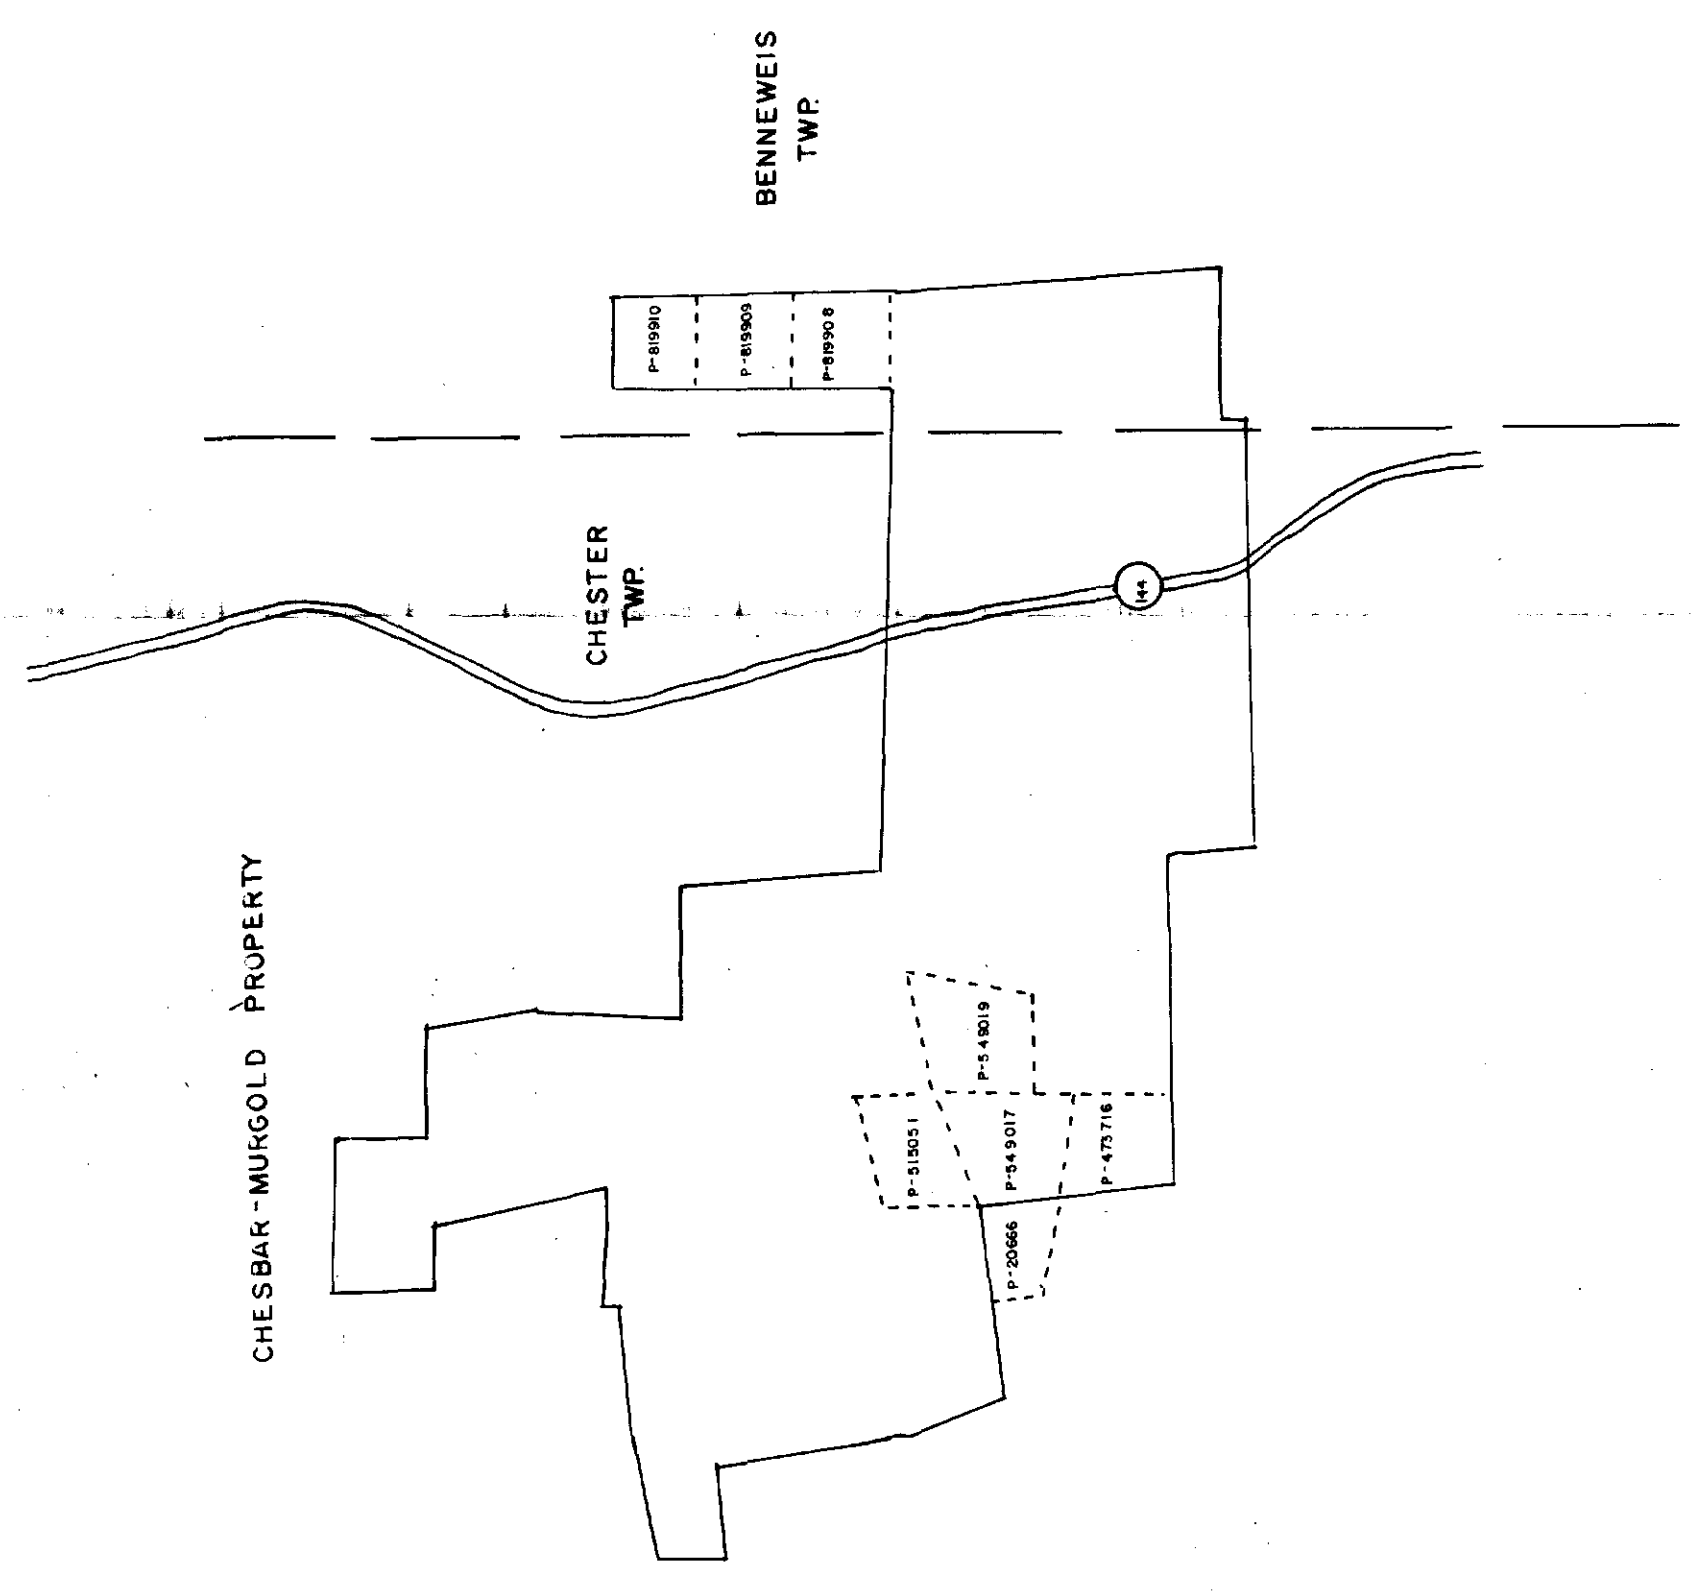 CHESBAR-MURGOLD PROPERTY
CHESTER
TWP.
BENNEWEIS
TWP.
P-819910
P-819909
P-819908
144
P-549019
P-515051
P-549017
P-473716
P-20666